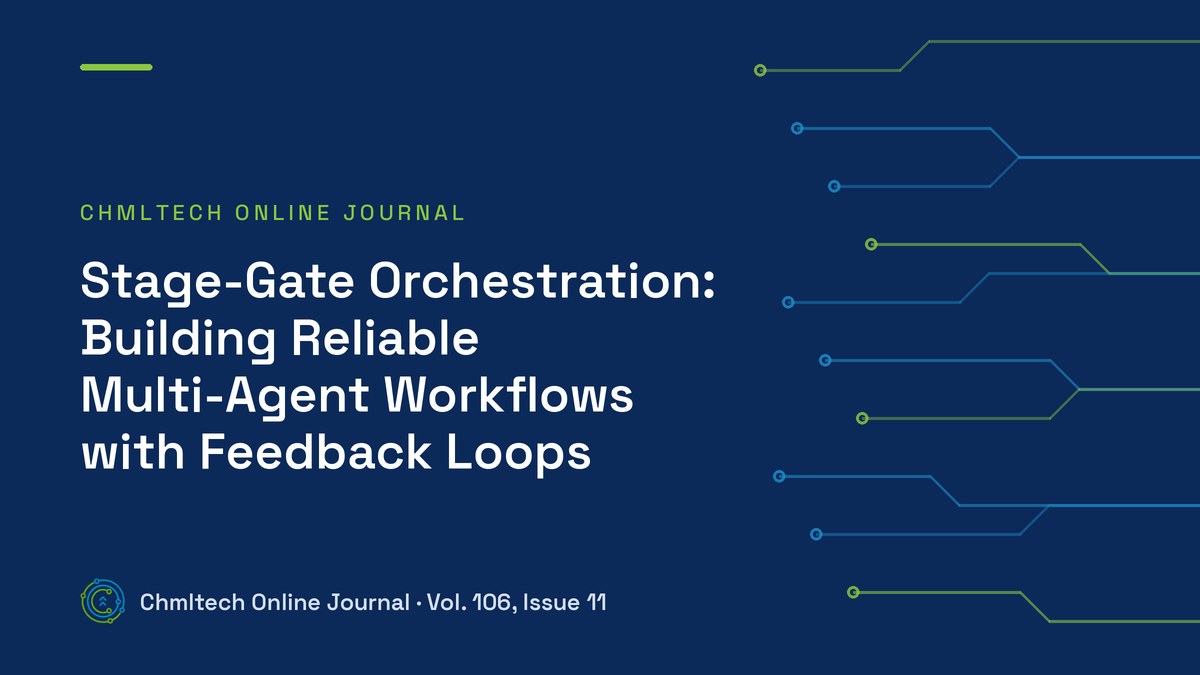 CHMLTECH ONLINE JOURNAL
Stage-Gate Orchestration:
Building Reliable
Multi-Agent Workflows
with Feedback Loops
Chmltech Online Journal · Vol. 106, Issue 11